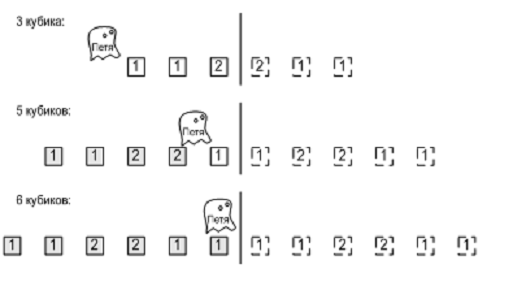 3 кубика:
Петя
1 1 2 2 1 1
5 кубиков:
Петя
1 1 2 2 1 1 2 2 1 1
6 кубиков:
Петя
1 1 2 2 1 1 1 1 2 2 1 1